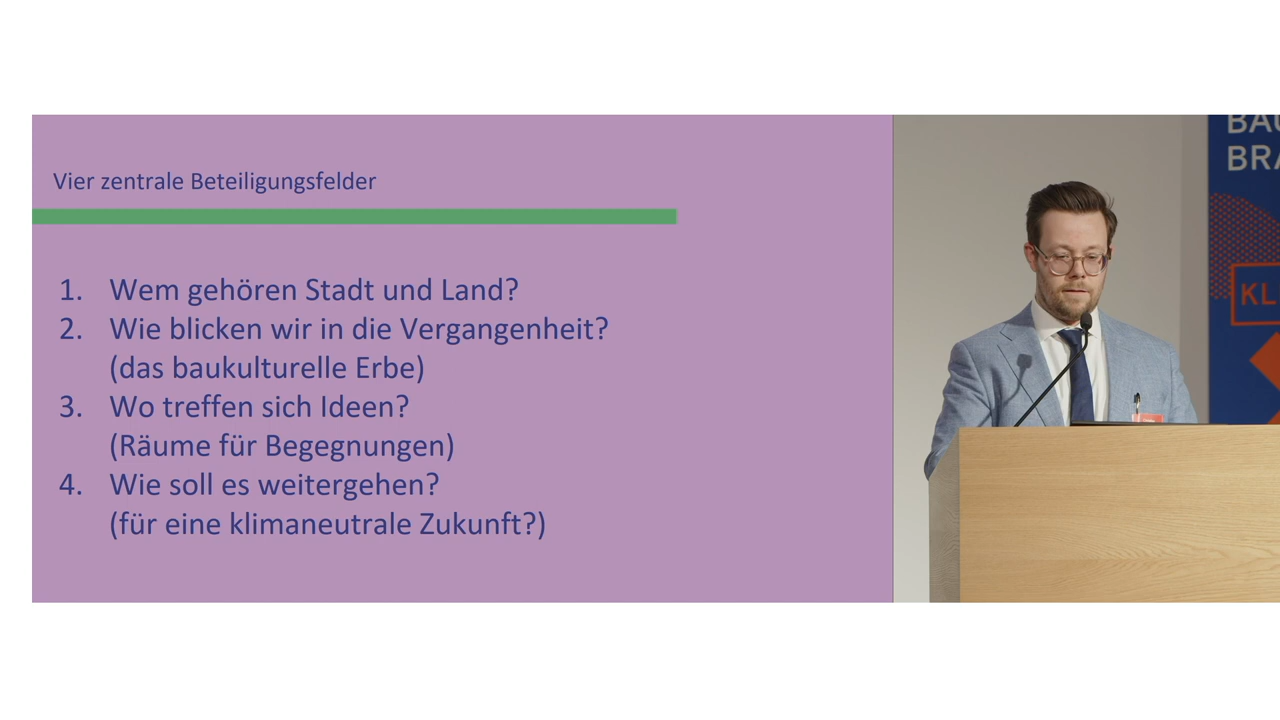 Vier zentrale Beteiligungsfelder
1. Wem gehören Stadt und Land?
2. Wie blicken wir in die Vergangenheit?
(das baukulturelle Erbe)
3. Wo treffen sich Ideen?
(Räume für Begegnungen)
4. Wie soll es weitergehen?
(für eine klimaneutrale Zukunft?)